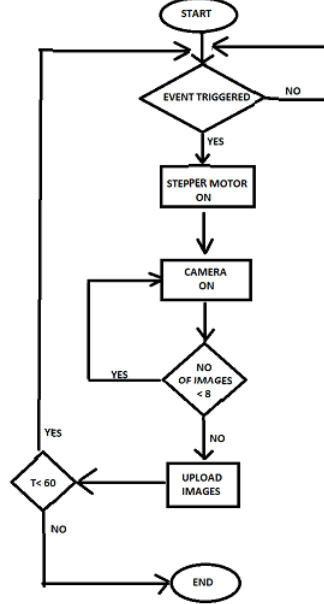 START
EVENT TRIGGERED
NO
YES
STEPPER MOTOR
ON
CAMERA
ON
NO
OF IMAGES
< 8
YES
NO
UPLOAD
IMAGES
YES
T< 60
NO
END